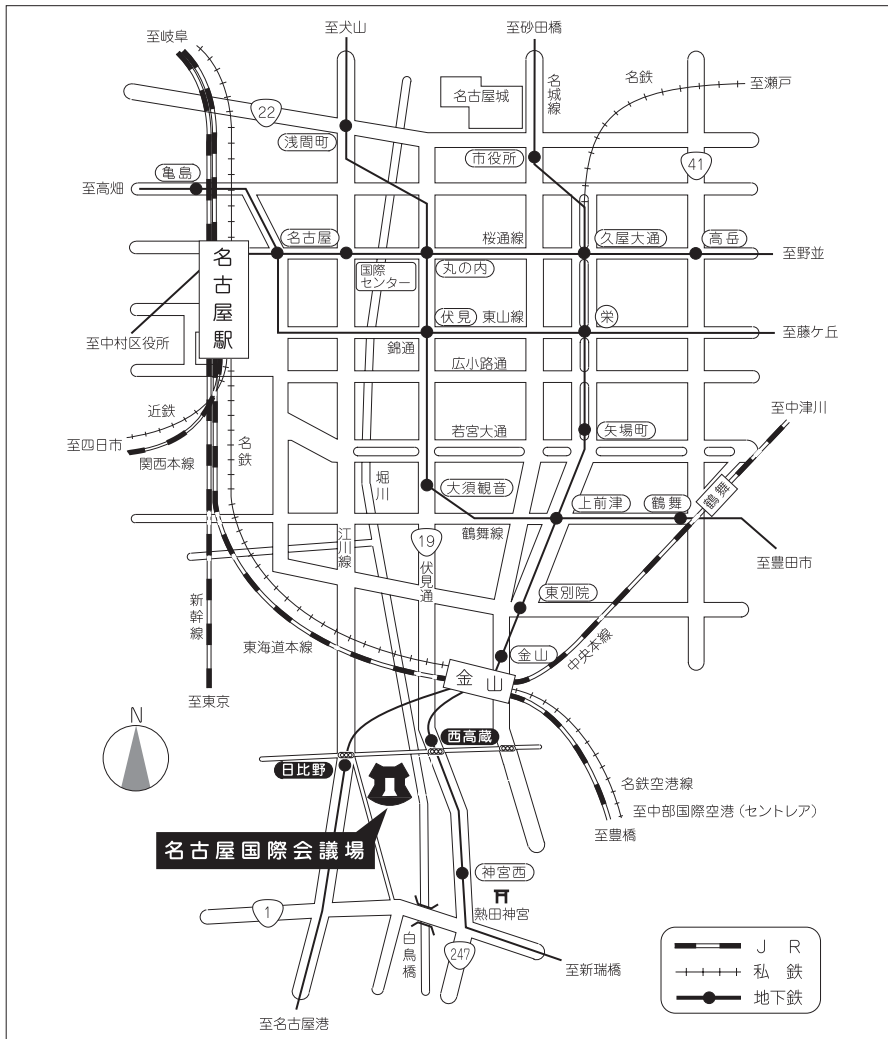 至岐阜
至犬山
至砂田橋
名鉄
至瀬戸
名古屋城
名城線
22
浅間町
市役所
41
亀島
至高畑
名古屋
桜通線
久屋大通
高岳
至野並
名古屋駅
国際
センター
丸の内
伏見
東山線
栄
至藤ケ丘
至中村区役所
錦通
広小路通
至中津川
近鉄
至四日市
関西本線
名鉄
若宮大通
矢場町
堀川
大須観音
上前津
鶴舞
鶴舞
江川線
19
鶴舞線
伏見通
至豊田市
新幹線
東別院
東海道本線
金山
金山
中央本線
至東京
N
西高蔵
日比野
名鉄空港線
至中部国際空港（セントレア）
至豊橋
名古屋国際会議場
神宮西
熱田神宮
1
白鳥橋
247
至新瑞橋
至名古屋港
JR
私鉄
地下鉄